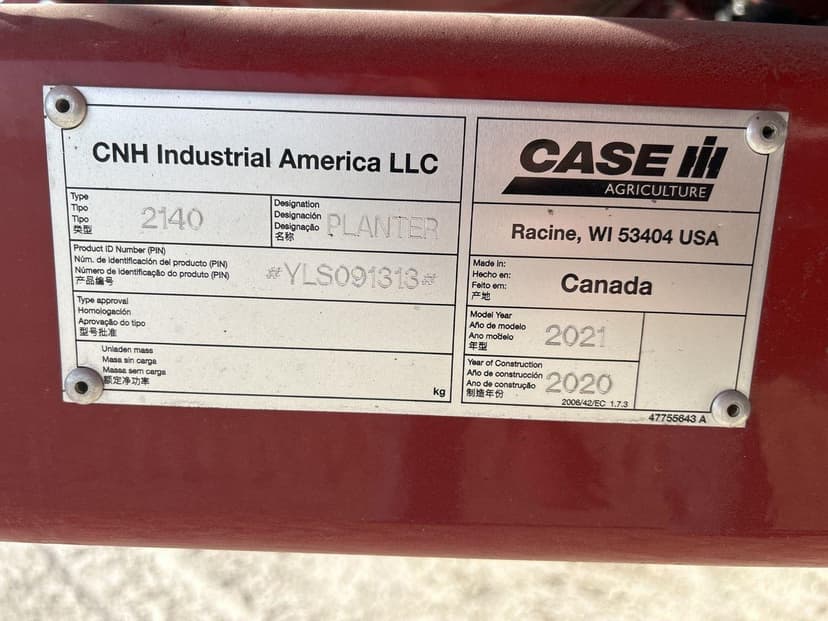 CNH Industrial America LLC
Type
Tipo
Tipo
类型
2140
Designation
Designación
Designação
名称
PLANTER
Product ID Number (PIN)
Núm. de identificación del producto (PIN)
Número de identificação do produto (PIN)
产品编号
#YLS091313#
Type approval
Homologación
Aprovação do tipo
型号批准
Unladen mass
Masa sin carga
Massa sem carga
额定净功率
kg
CASE IH
AGRICULTURE
Racine, WI 53404 USA
Made in:
Hecho en:
Feito em:
产地
Canada
Model Year
Año de modelo
Ano modelo
年型
2021
Year of Construction
Año de construcción
Ano de construção
制造年份
2020
2006/42/EC 1.7.3
47755643 A